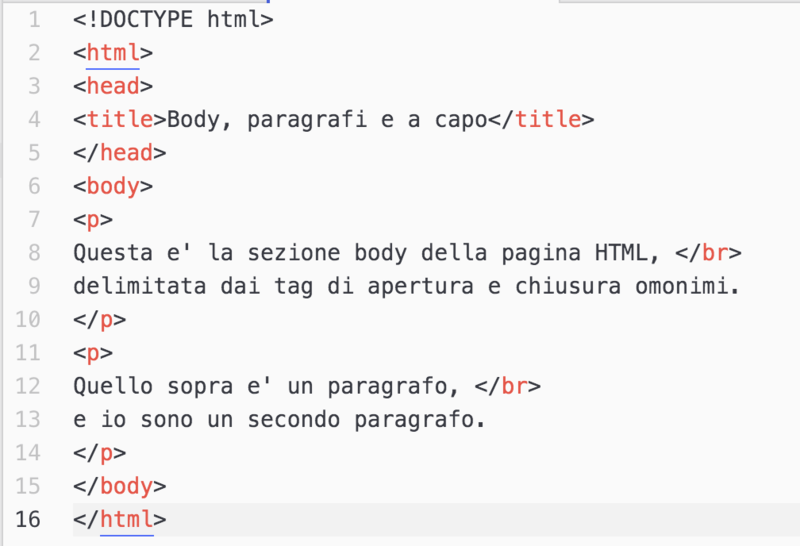 1 <!DOCTYPE html>
2 <html>
3 <head>
4 <title>Body, paragrafi e a capo</title>
5 </head>
6 <body>
7 <p>
8 Questa e' la sezione body della pagina HTML, </br>
9 delimitata dai tag di apertura e chiusura omonimi.
10 </p>
11 <p>
12 Quello sopra e' un paragrafo, </br>
13 e io sono un secondo paragrafo.
14 </p>
15 </body>
16 </html>